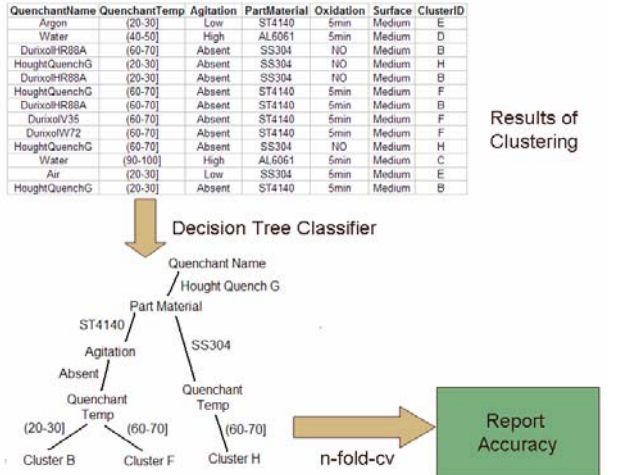 QuenchantName QuenchantTemp Agitation PartMaterial Oxidation Surface ClusterID
Argon (20-30] Low ST4140 5min Medium E
Water (40-50] High AL6061 5min Medium D
DurixolHR88A (60-70] Absent SS304 NO Medium B
HoughtQuenchG (20-30] Absent SS304 NO Medium H
DurixolHR88A (20-30] Absent SS304 NO Medium B
HoughtQuenchG (60-70] Absent ST4140 5min Medium F
DurixolHR88A (60-70] Absent ST4140 5min Medium B
DurixolV35 (60-70] Absent ST4140 5min Medium F
DurixolW72 (60-70] Absent ST4140 5min Medium F
HoughtQuenchG (60-70] Absent SS304 NO Medium H
Water (90-100] High AL6061 5min Medium C
Air (20-30] Low SS304 5min Medium E
HoughtQuenchG (20-30] Absent ST4140 5min Medium B
Results of
Clustering
Decision Tree Classifier
Quenchant Name
Hought Quench G
Part Material
ST4140
SS304
Agitation
Absent
Quenchant
Temp
Quenchant
Temp
(20-30]
(60-70]
(60-70]
Cluster B
Cluster F
Cluster H
n-fold-cv
Report
Accuracy